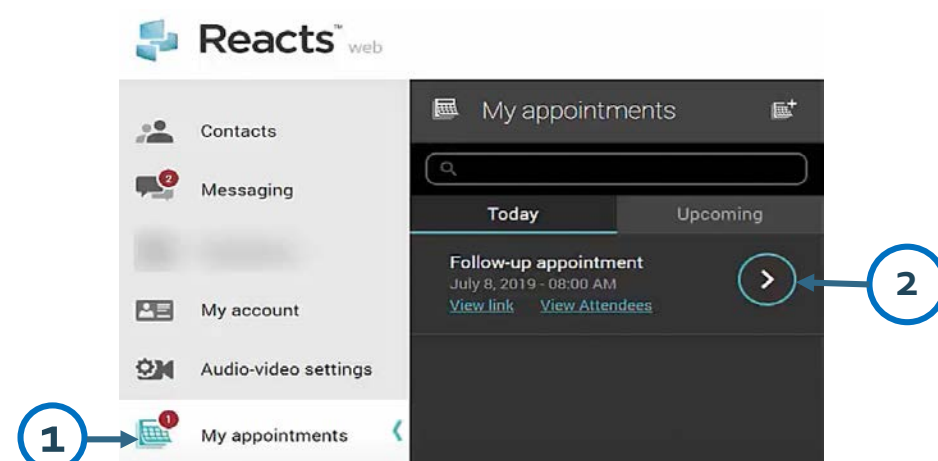 Reacts™ web
Contacts
2
Messaging
My account
Audio-video settings
1
My appointments
1
My appointments
Today Upcoming
Follow-up appointment
July 8, 2019 - 08:00 AM
View link View Attendees
2